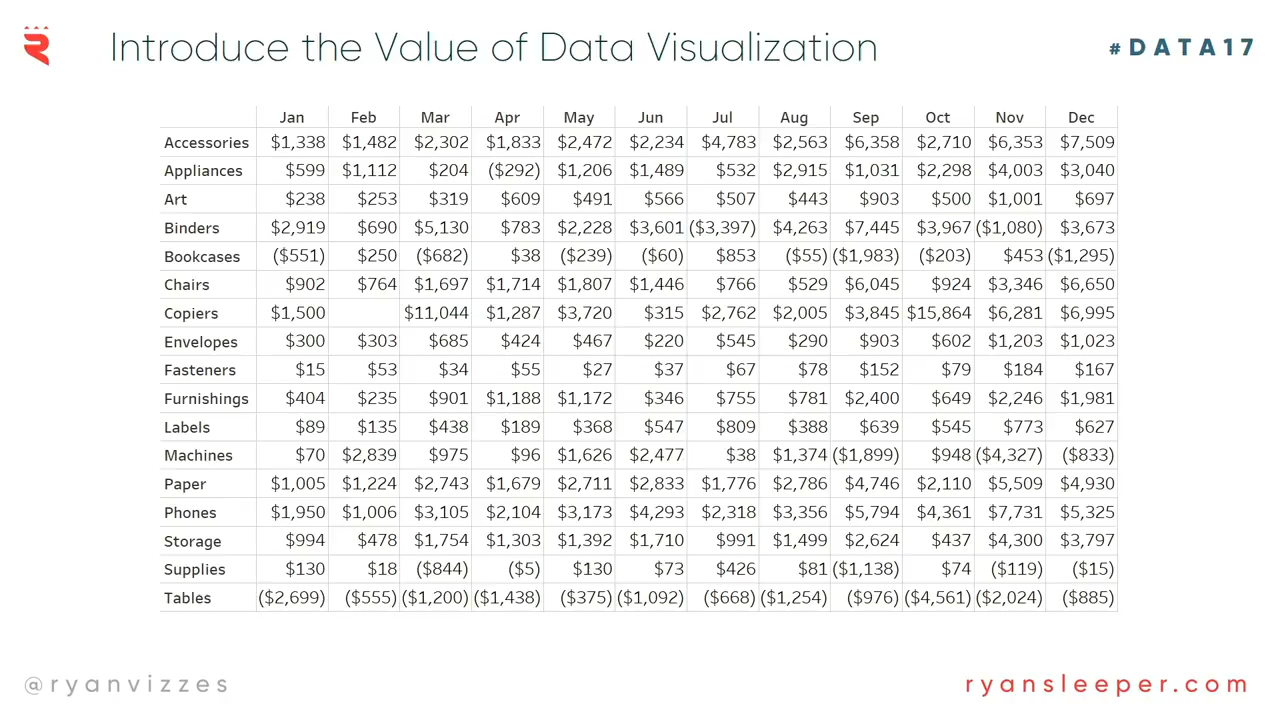 Introduce the Value of Data Visualization
#DATA17
Jan Feb Mar Apr May Jun Jul Aug Sep Oct Nov Dec
Accessories $1,338 $1,482 $2,302 $1,833 $2,472 $2,234 $4,783 $2,563 $6,358 $2,710 $6,353 $7,509
Appliances $599 $1,112 $204 ($292) $1,206 $1,489 $532 $2,915 $1,031 $2,298 $4,003 $3,040
Art $238 $253 $319 $609 $491 $566 $507 $443 $903 $500 $1,001 $697
Binders $2,919 $690 $5,130 $783 $2,228 $3,601 ($3,397) $4,263 $7,445 $3,967 ($1,080) $3,673
Bookcases ($551) $250 ($682) $38 ($239) ($60) $853 ($55) ($1,983) ($203) $453 ($1,295)
Chairs $902 $764 $1,697 $1,714 $1,807 $1,446 $766 $529 $6,045 $924 $3,346 $6,650
Copiers $1,500 $11,044 $1,287 $3,720 $315 $2,762 $2,005 $3,845 $15,864 $6,281 $6,995
Envelopes $300 $303 $685 $424 $467 $220 $545 $290 $903 $602 $1,203 $1,023
Fasteners $15 $53 $34 $55 $27 $37 $67 $78 $152 $79 $184 $167
Furnishings $404 $235 $901 $1,188 $1,172 $346 $755 $781 $2,400 $649 $2,246 $1,981
Labels $89 $135 $438 $189 $368 $547 $809 $388 $639 $545 $773 $627
Machines $70 $2,839 $975 $96 $1,626 $2,477 $38 $1,374 ($1,899) $948 ($4,327) ($833)
Paper $1,005 $1,224 $2,743 $1,679 $2,711 $2,833 $1,776 $2,786 $4,746 $2,110 $5,509 $4,930
Phones $1,950 $1,006 $3,105 $2,104 $3,173 $4,293 $2,318 $3,356 $5,794 $4,361 $7,731 $5,325
Storage $994 $478 $1,754 $1,303 $1,392 $1,710 $991 $1,499 $2,624 $437 $4,300 $3,797
Supplies $130 $18 ($844) ($5) $130 $73 $426 $81 ($1,138) $74 ($119) ($15)
Tables ($2,699) ($555) ($1,200) ($1,438) ($375) ($1,092) ($668) ($1,254) ($976) ($4,561) ($2,024) ($885)
@ryanvizzes
ryansleeper.com